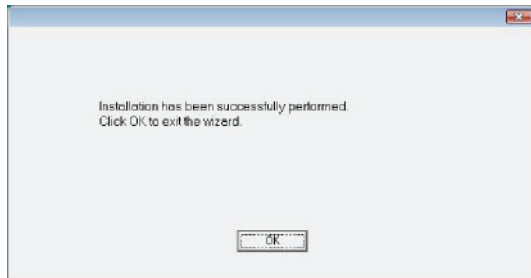 Installation has been successfully performed.
Click OK to exit the wizard.
OK